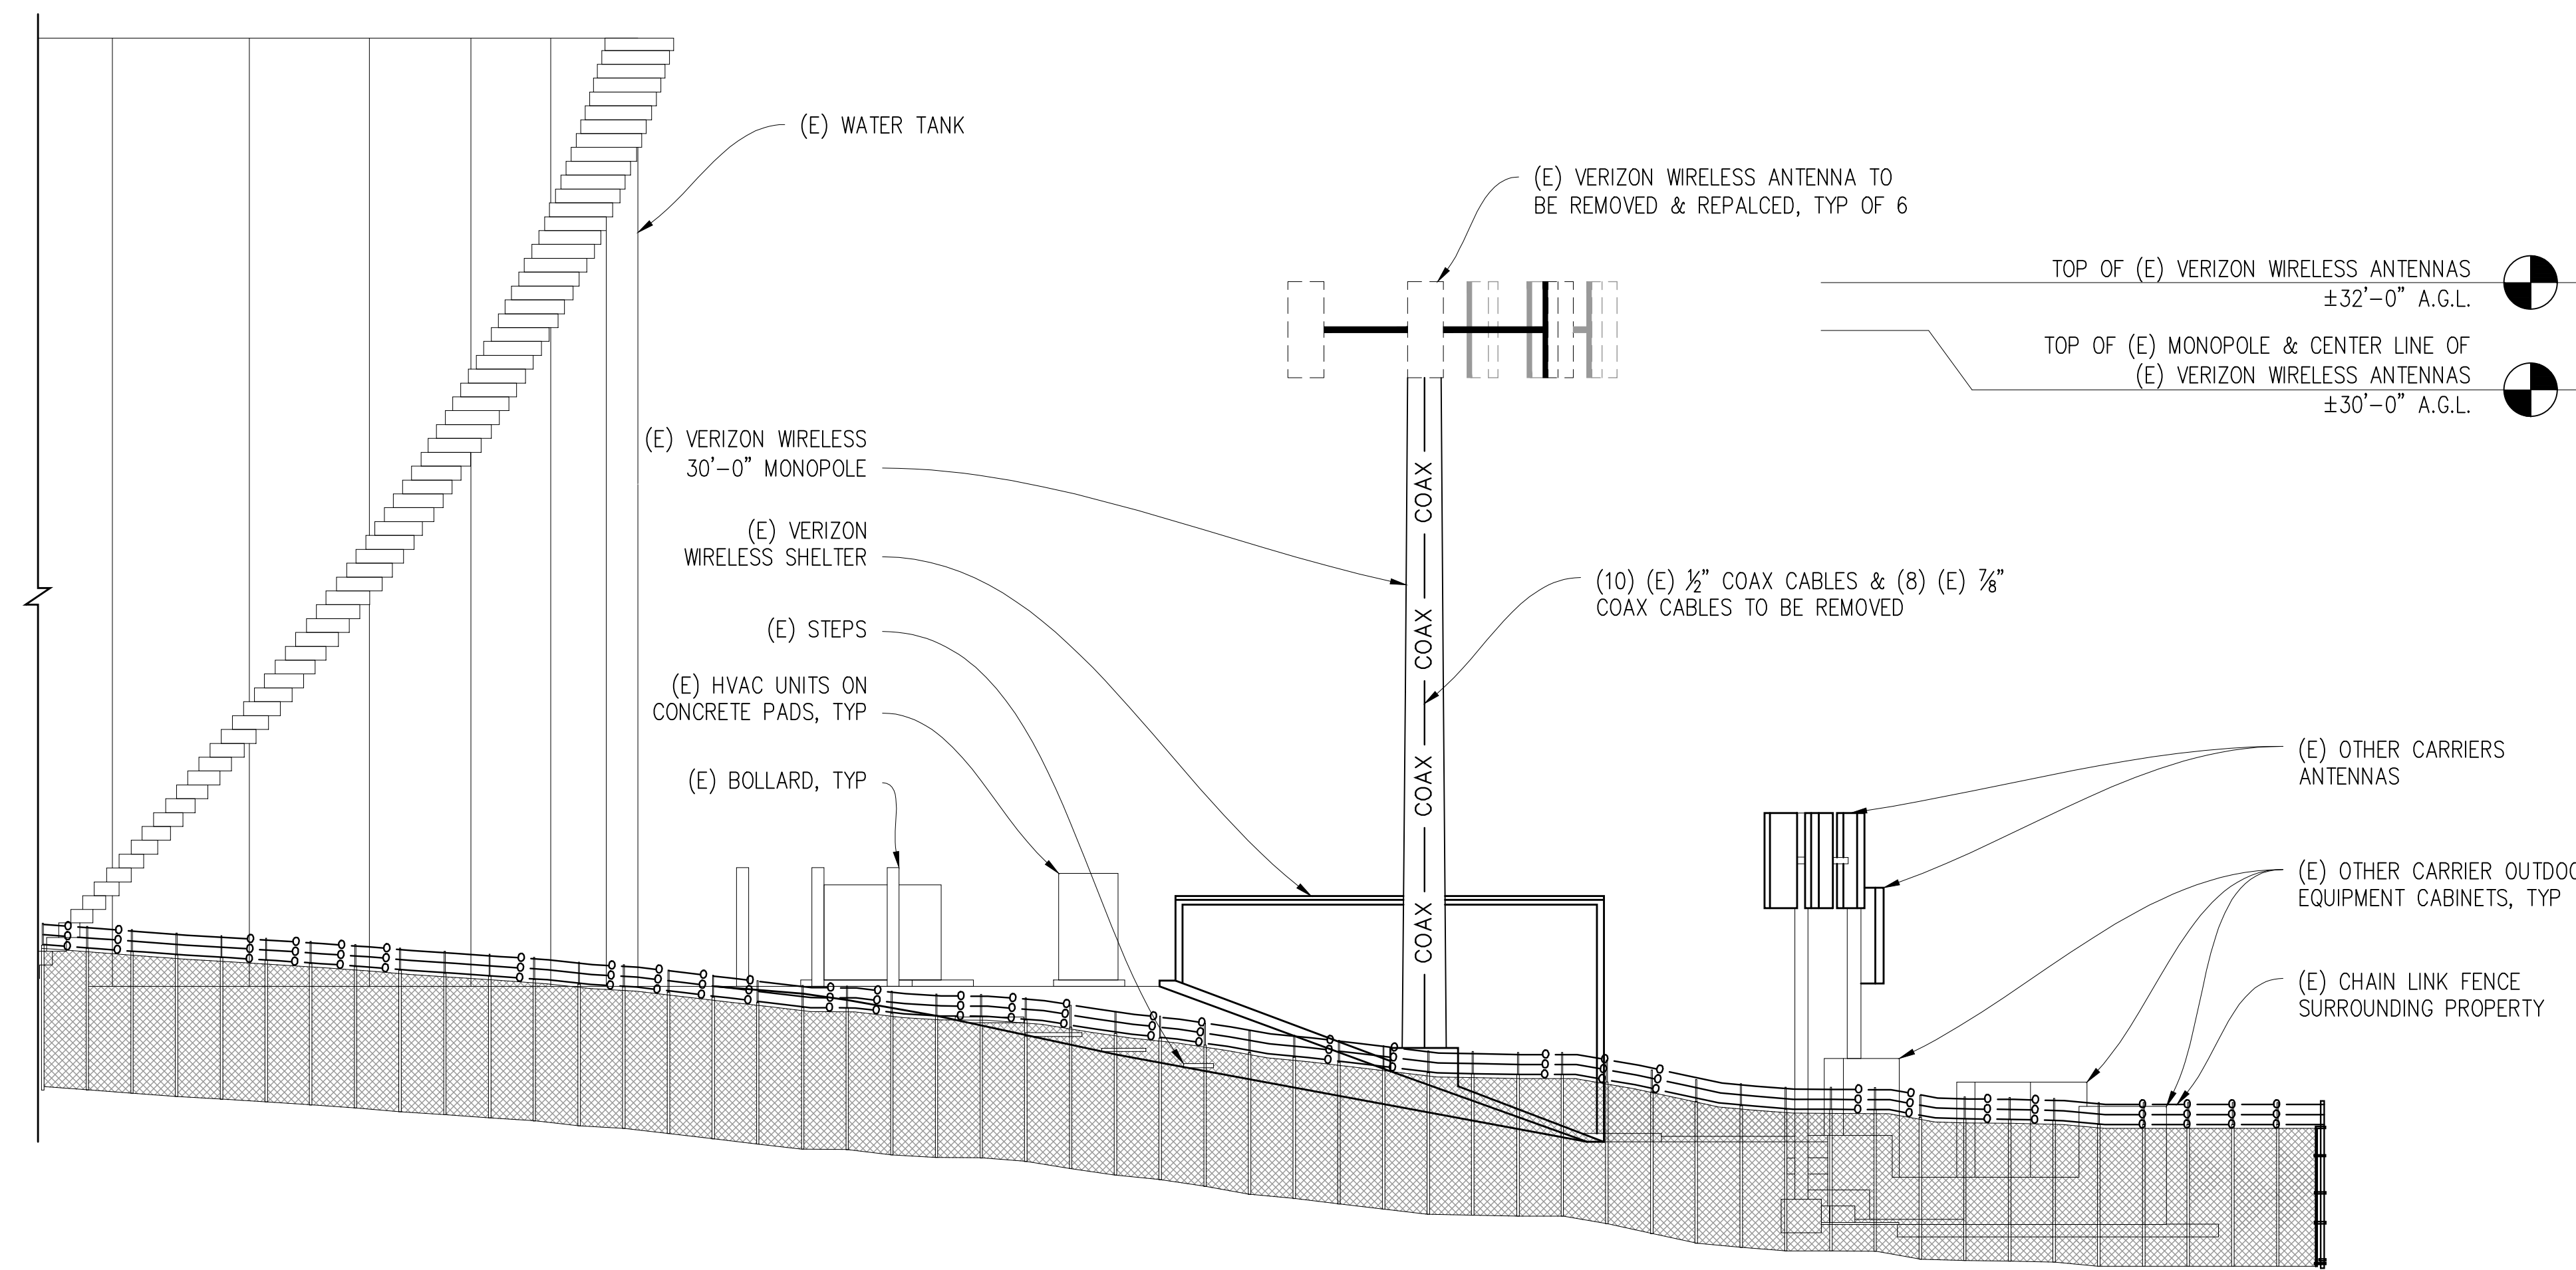 (E) WATER TANK
(E) VERIZON WIRELESS ANTENNA TO
BE REMOVED & REPALCED, TYP OF 6
TOP OF (E) VERIZON WIRELESS ANTENNAS
±32'-0" A.G.L.
TOP OF (E) MONOPOLE & CENTER LINE OF
(E) VERIZON WIRELESS ANTENNAS
±30'-0" A.G.L.
(E) VERIZON WIRELESS
30'-0" MONOPOLE
(E) VERIZON
WIRELESS SHELTER
(E) STEPS
(E) HVAC UNITS ON
CONCRETE PADS, TYP
(E) BOLLARD, TYP
COAX
COAX
COAX
COAX
(10) (E) ½" COAX CABLES & (8) (E) ⅞"
COAX CABLES TO BE REMOVED
(E) OTHER CARRIERS
ANTENNAS
(E) OTHER CARRIER OUTDOO
EQUIPMENT CABINETS, TYP
(E) CHAIN LINK FENCE
SURROUNDING PROPERTY